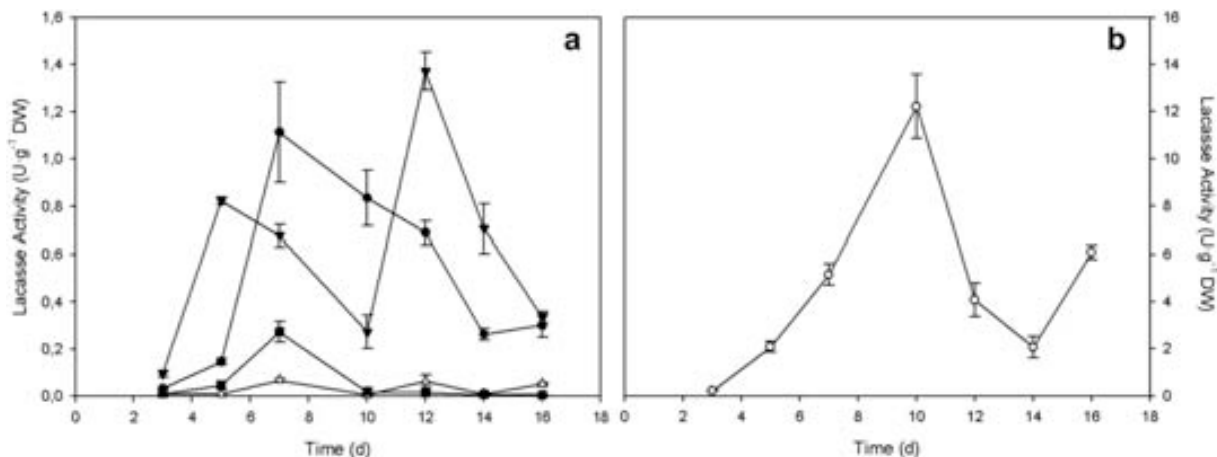 a
Lacasse Activity (U·g⁻¹ DW)
1,6
1,4
1,2
1,0
0,8
0,6
0,4
0,2
0,0
0 2 4 6 8 10 12 14 16 18
Time (d)
b
16
14
12
10
8
6
4
2
0
Lacasse Activity (U·g⁻¹ DW)
0 2 4 6 8 10 12 14 16 18
Time (d)